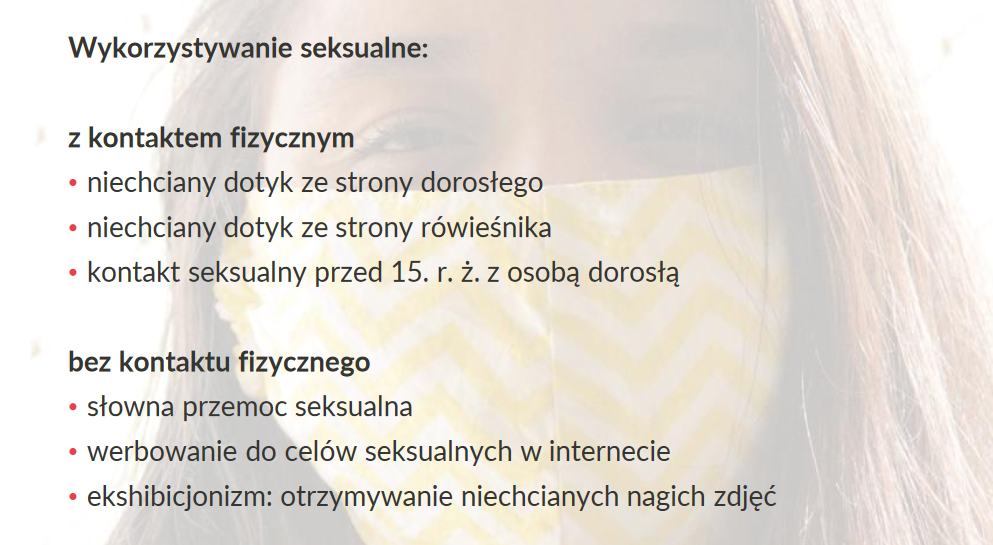 Wykorzystywanie seksualne:
z kontaktem fizycznym
• niechciany dotyk ze strony dorosłego
• niechciany dotyk ze strony rówieśnika
• kontakt seksualny przed 15. r. ż. z osobą dorosłą
bez kontaktu fizycznego
• słowna przemoc seksualna
• werbowanie do celów seksualnych w internecie
• ekshibicjonizm: otrzymywanie niechcianych nagich zdjęć